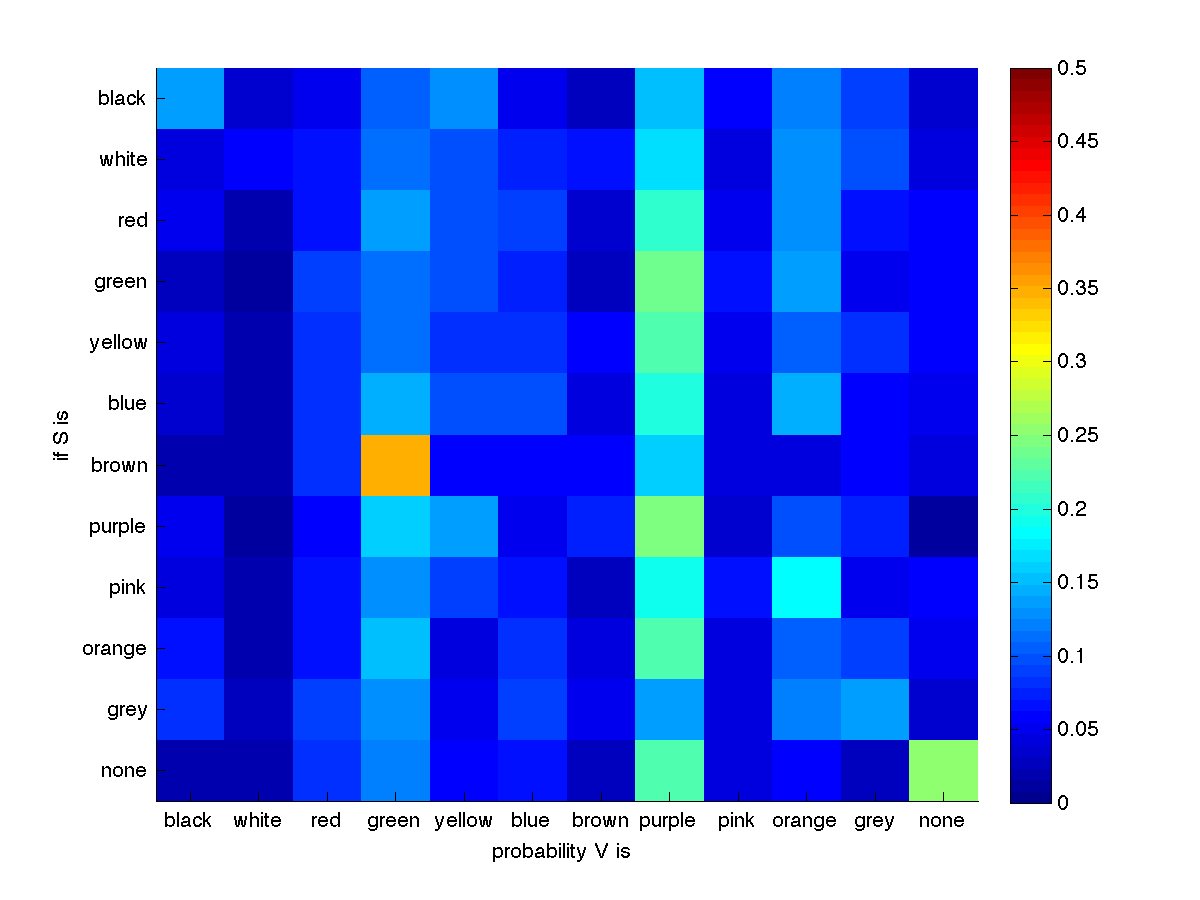 black
white
red
green
yellow
blue
brown
purple
pink
orange
grey
none
if S is
black white red green yellow blue brown purple pink orange grey none
probability V is
0.5
0.45
0.4
0.35
0.3
0.25
0.2
0.15
0.1
0.05
0